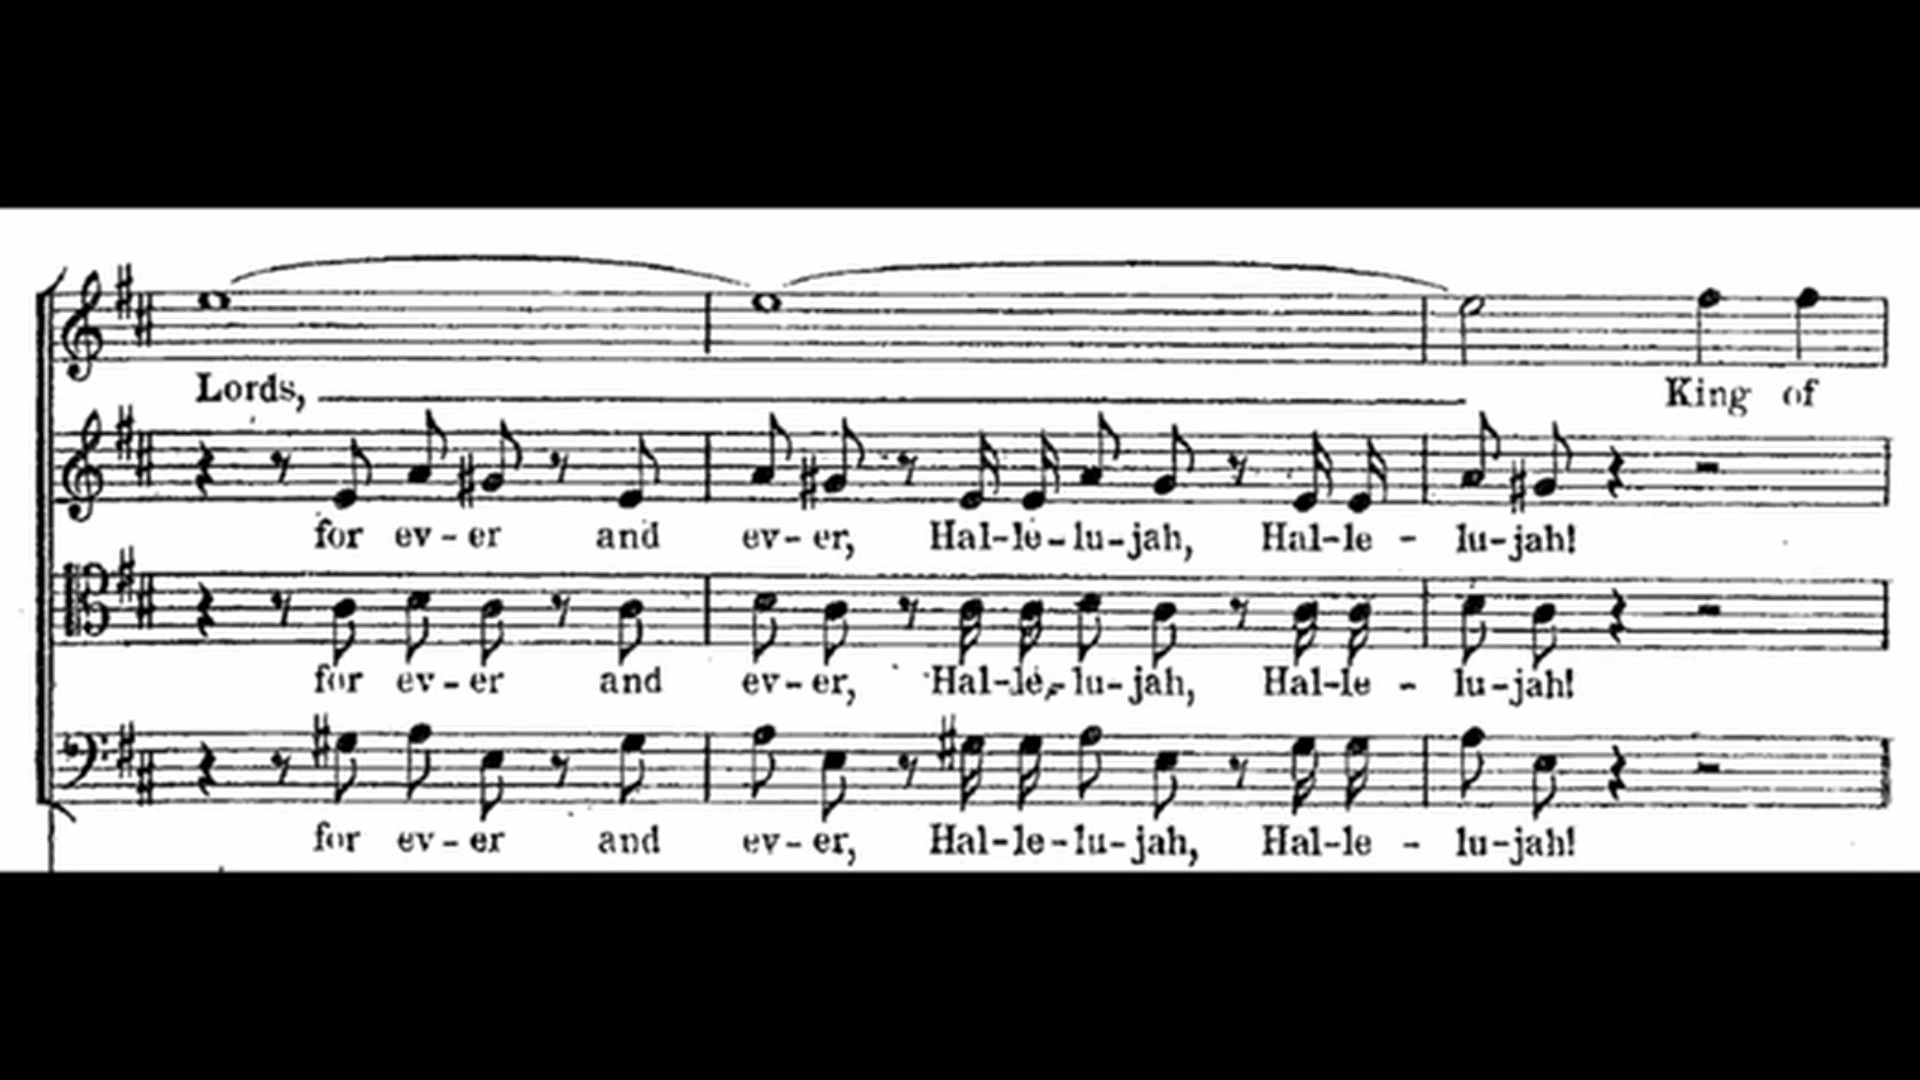 Lords, King of
for ev-er and ev-er, Hal-le-lu-jah, Hal-le - lu-jah!
for ev-er and ev-er, Hal-le-lu-jah, Hal-le - lu-jah!
for ev-er and ev-er, Hal-le-lu-jah, Hal-le - lu-jah!